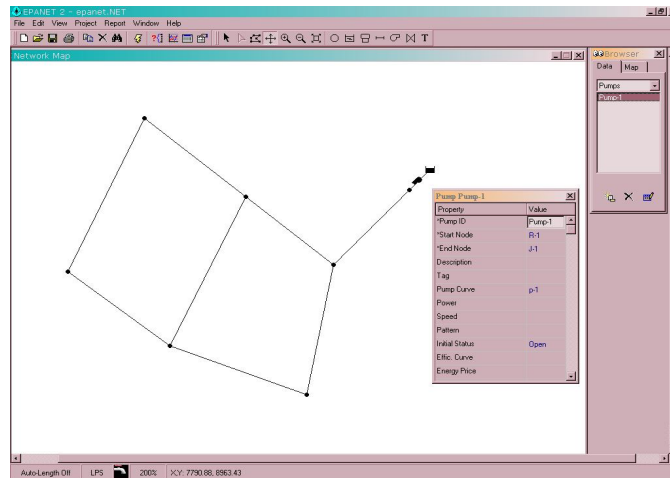 EPANET 2 - epanet.NET
File Edit View Project Report Window Help
T
Network Map
Browser
Data Map
Pumps
Pump-1
Pump Pump-1
Property Value
*Pump ID Pump-1
*Start Node R-1
*End Node J-1
Description
Tag
Pump Curve p-1
Power
Speed
Pattern
Initial Status Open
Effic. Curve
Energy Price
Auto-Length Off LPS 200% X,Y: 7790.88, 8963.43